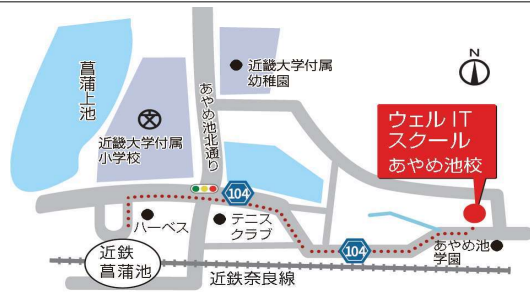 菖蒲上池
近畿大学付属
小学校
あやめ池北通り
近畿大学付属
幼稚園
N
ウェル IT
スクール
あやめ池校
104
ハーベス
テニス
クラブ
104
あやめ池
学園
近鉄
菖蒲池
近鉄奈良線